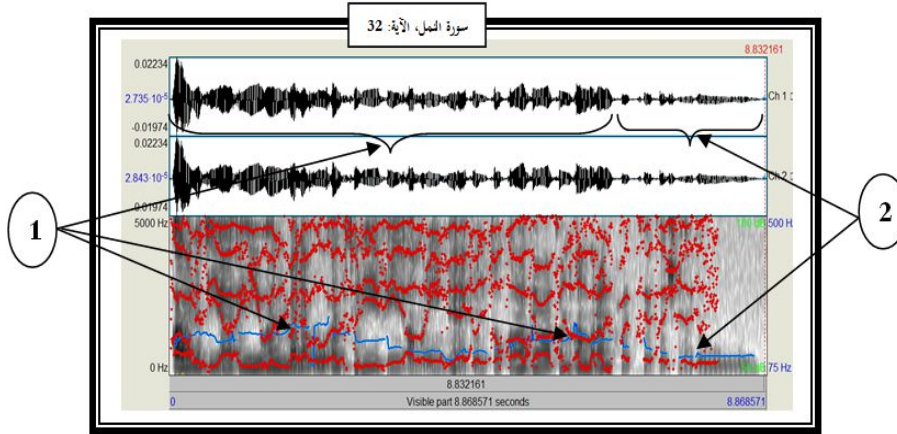 سورة النمل، الآية: 32
8.832161
0.02234
2.735·10⁻⁵
-0.01974
Ch 1
0.02234
2.843·10⁻⁵
0.01974
Ch 2
5000 Hz
500 Hz
0 Hz
75 Hz
1
2
8.832161
0
Visible part 8.868571 seconds
8.868571